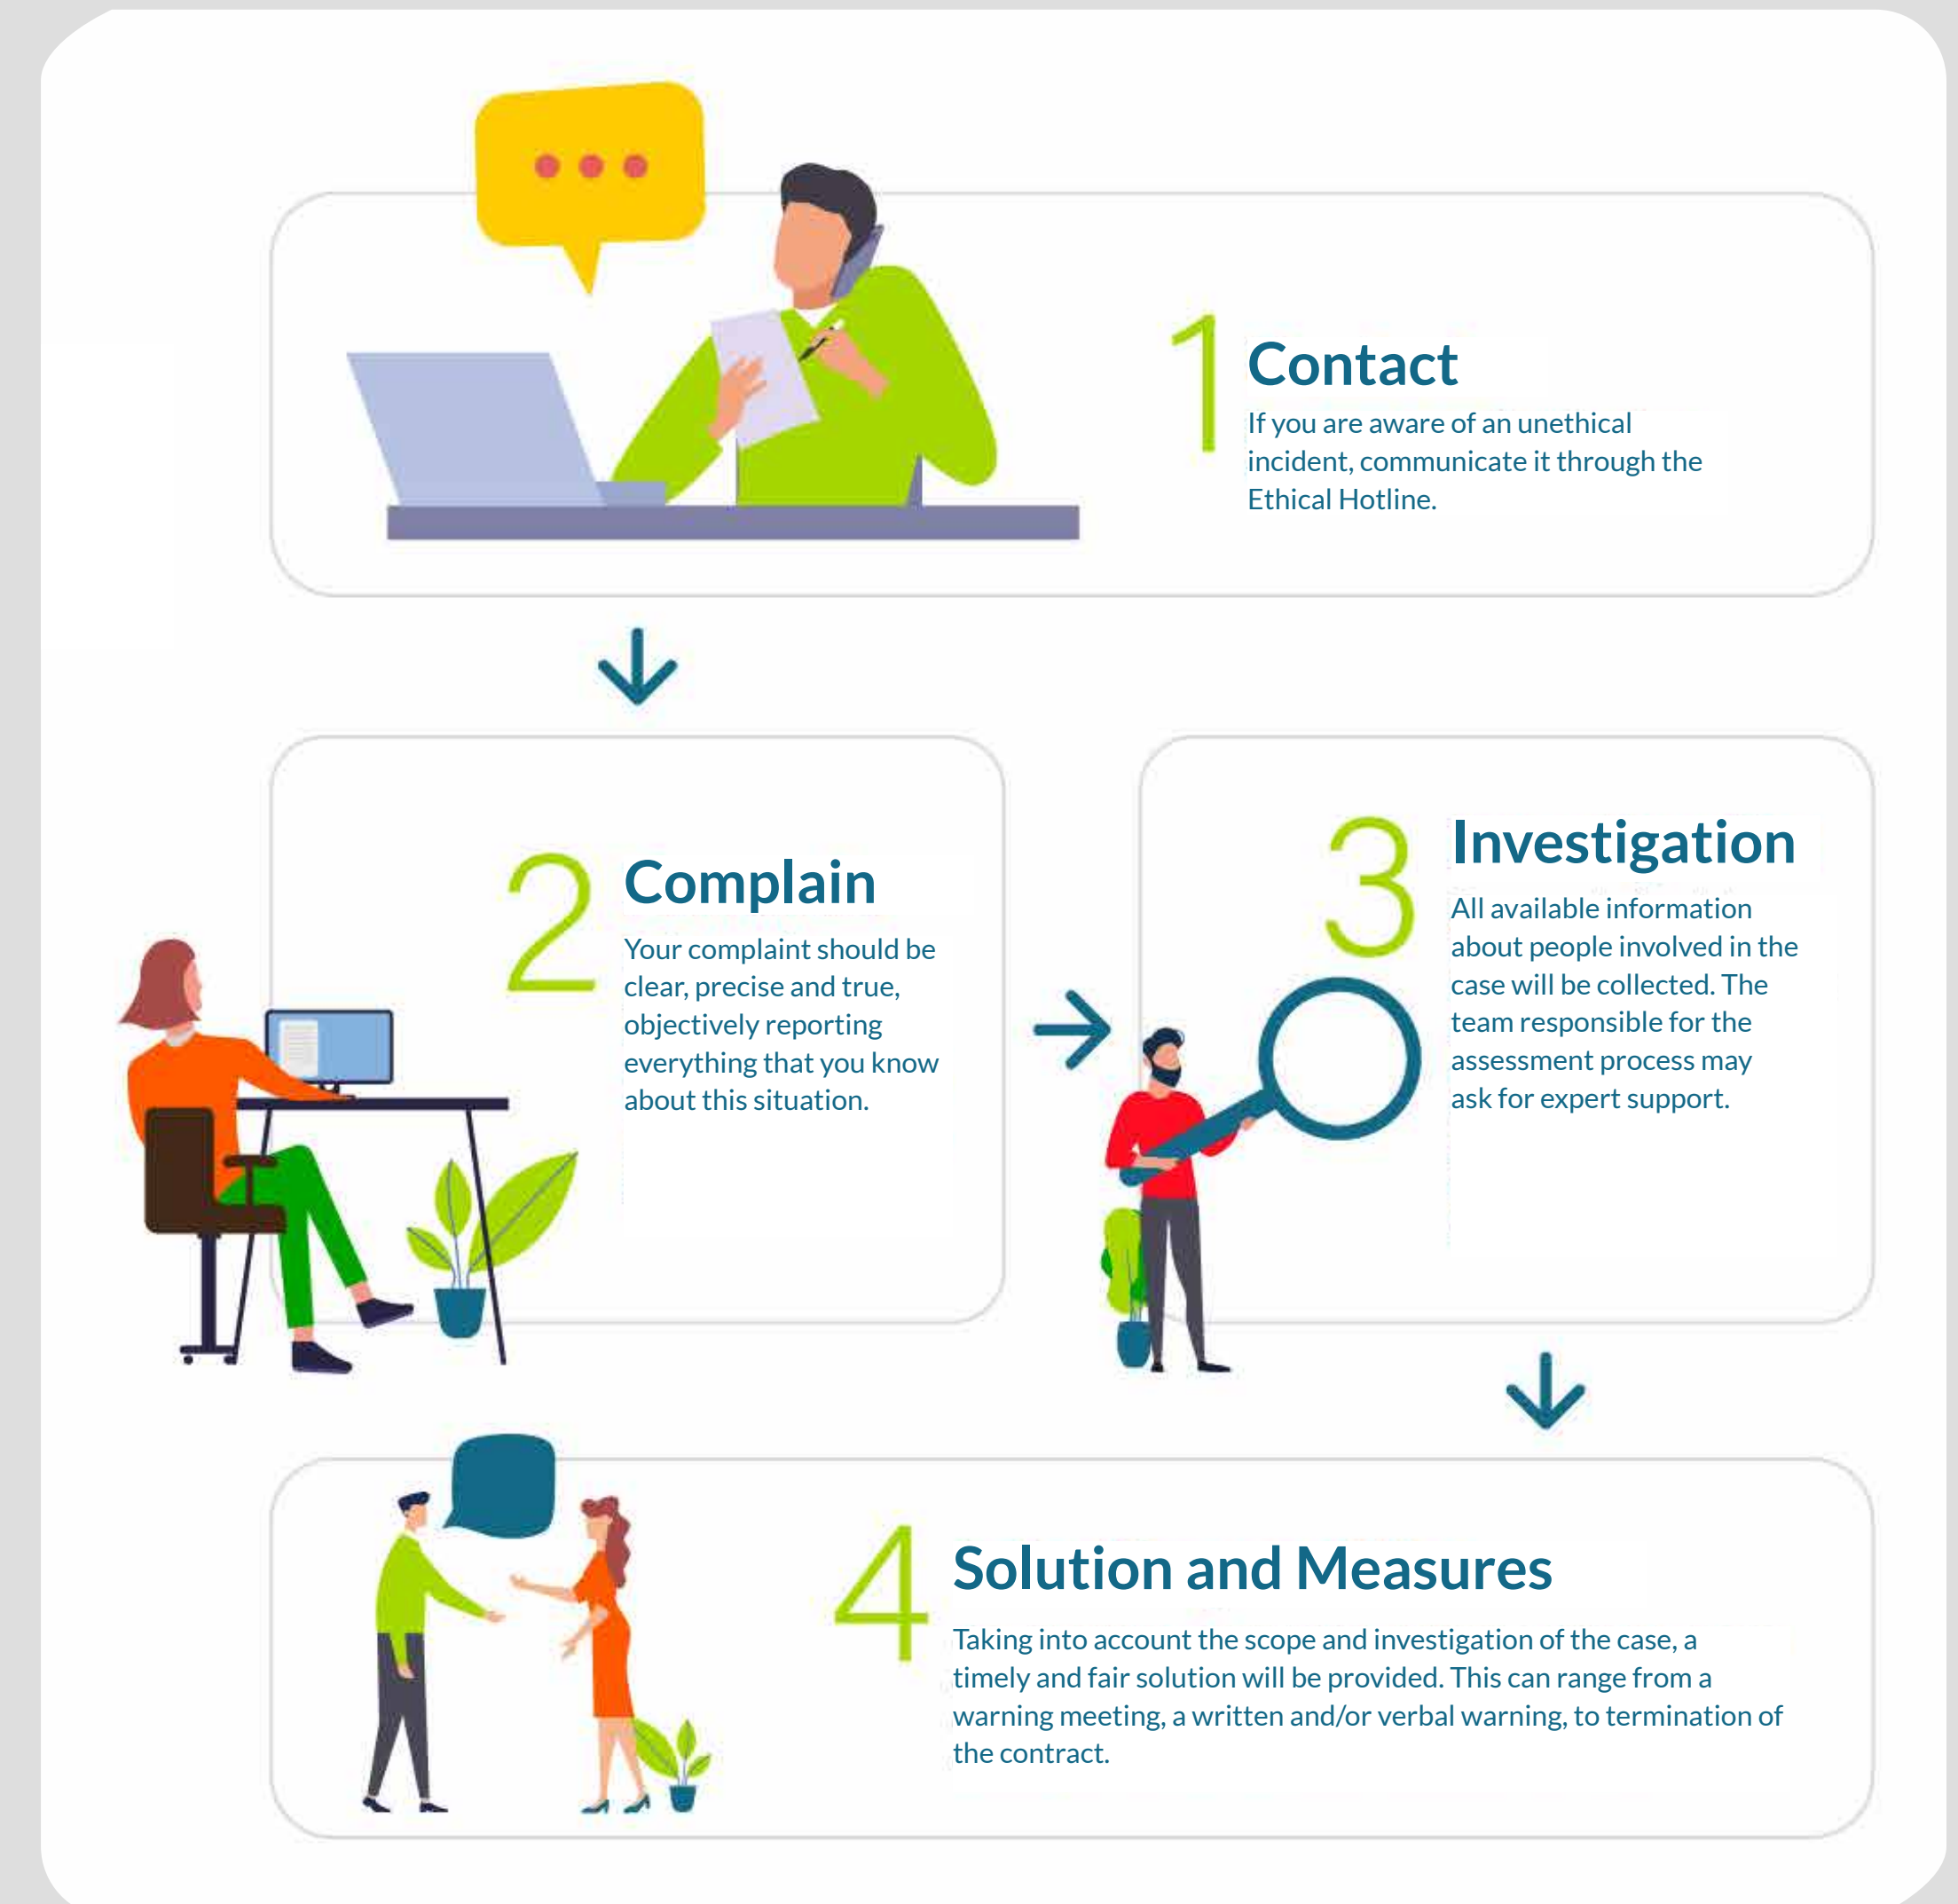 1
Contact
If you are aware of an unethical
incident, communicate it through the
Ethical Hotline.
2
Complain
Your complaint should be
clear, precise and true,
objectively reporting
everything that you know
about this situation.
3
Investigation
All available information
about people involved in the
case will be collected. The
team responsible for the
assessment process may
ask for expert support.
4
Solution and Measures
Taking into account the scope and investigation of the case, a
timely and fair solution will be provided. This can range from a
warning meeting, a written and/or verbal warning, to termination of
the contract.